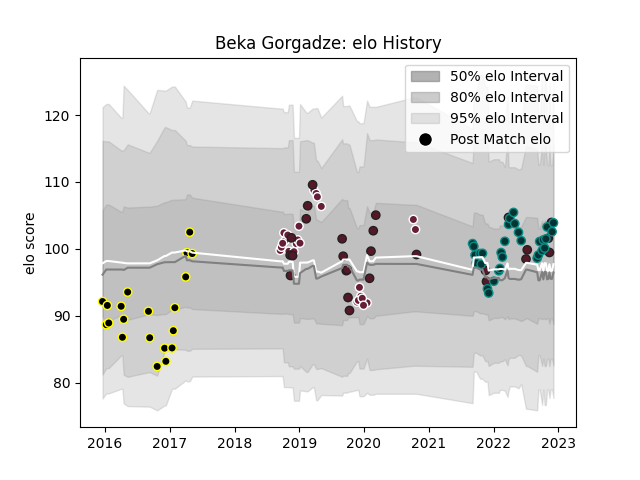 Beka Gorgadze: elo History
50% elo Interval
80% elo Interval
95% elo Interval
Post Match elo
elo score
120
110
100
90
80
2016 2017 2018 2019 2020 2021 2022 2023